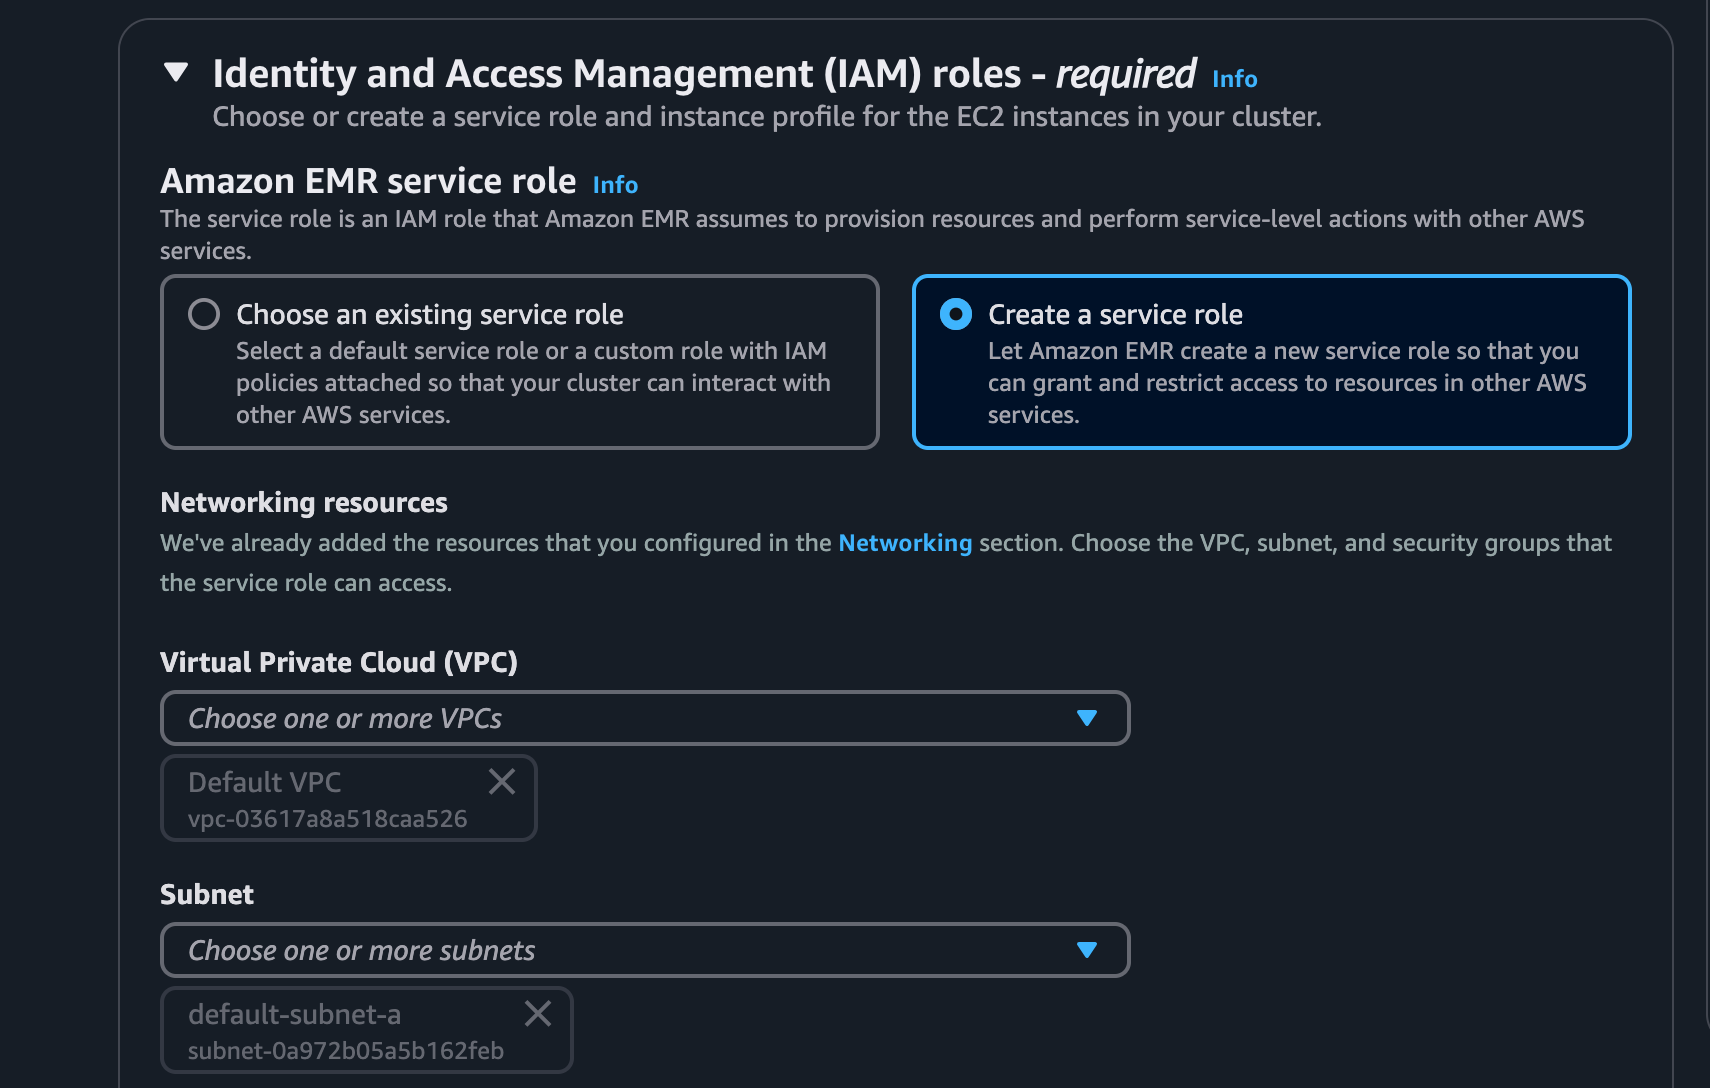 Identity and Access Management (IAM) roles - required Info
Choose or create a service role and instance profile for the EC2 instances in your cluster.
Amazon EMR service role Info
The service role is an IAM role that Amazon EMR assumes to provision resources and perform service-level actions with other AWS
services.
Choose an existing service role
Select a default service role or a custom role with IAM
policies attached so that your cluster can interact with
other AWS services.
Create a service role
Let Amazon EMR create a new service role so that you
can grant and restrict access to resources in other AWS
services.
Networking resources
We've already added the resources that you configured in the Networking section. Choose the VPC, subnet, and security groups that
the service role can access.
Virtual Private Cloud (VPC)
Choose one or more VPCs
Default VPC
vpc-03617a8a518caa526
Subnet
Choose one or more subnets
default-subnet-a
subnet-0a972b05a5b162feb